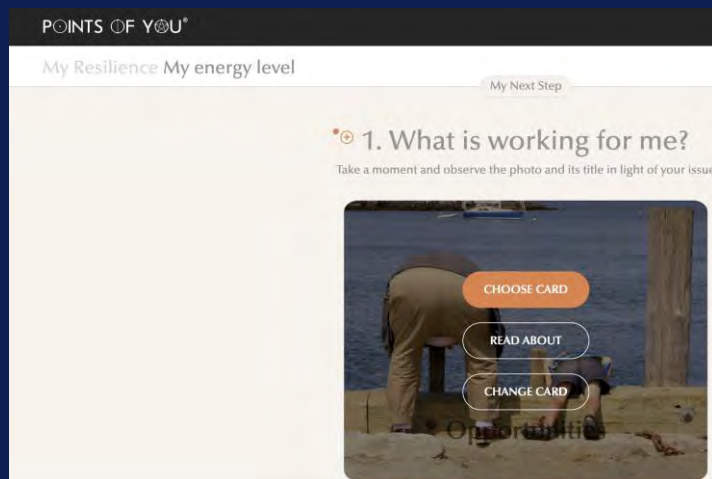 POINTS OF YOU®
My Resilience My energy level
My Next Step
1. What is working for me?
Take a moment and observe the photo and its title in light of your issue
CHOOSE CARD
READ ABOUT
CHANGE CARD
Opportunities